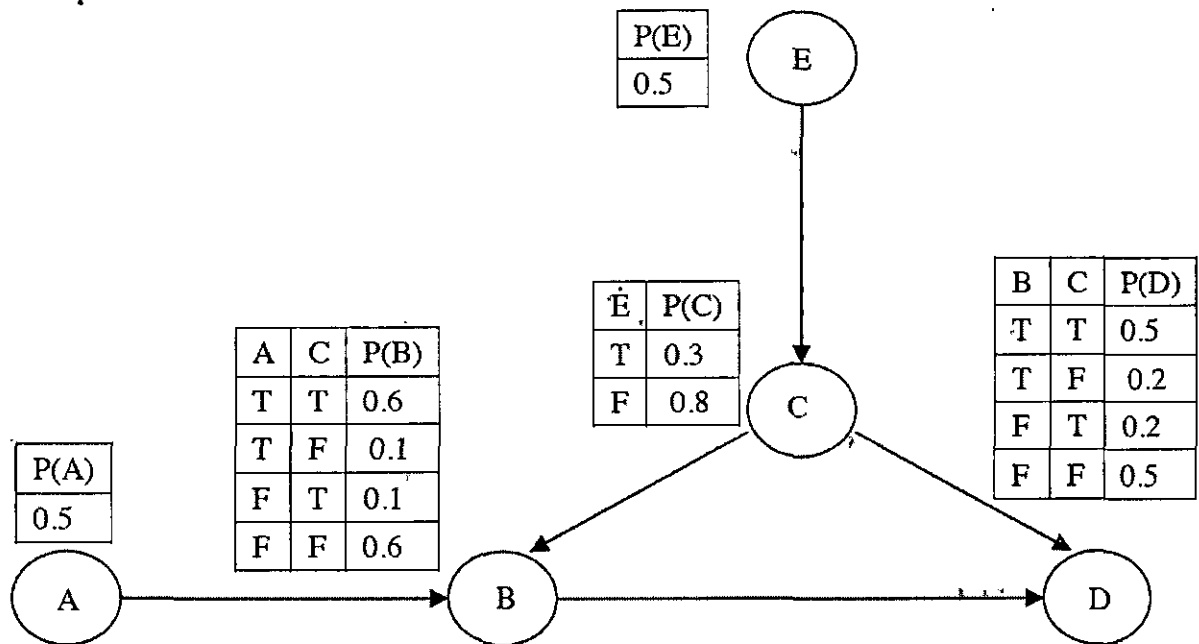 P(E)
0.5
E
E P(C)
T 0.3
F 0.8
C
B C P(D)
T T 0.5
T F 0.2
F T 0.2
F F 0.5
A C P(B)
T T 0.6
T F 0.1
F T 0.1
F F 0.6
P(A)
0.5
A
B
D